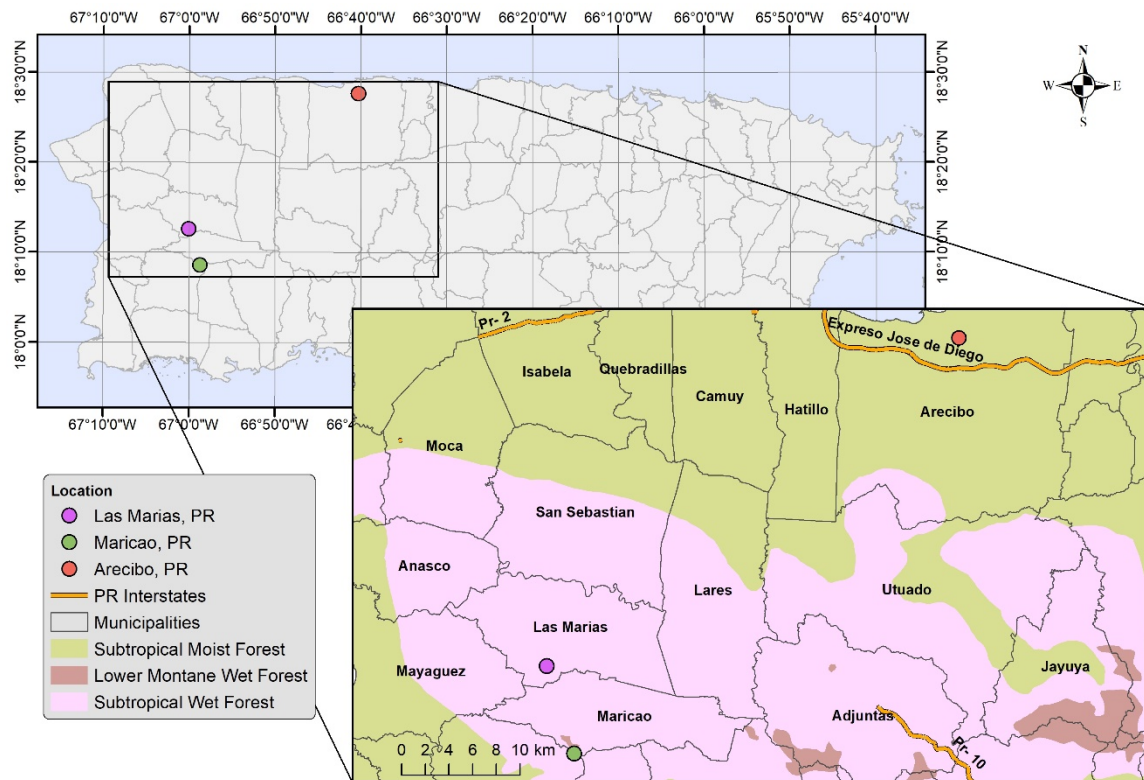 67°10'0"W 67°0'0"W 66°50'0"W 66°40'0"W 66°30'0"W 66°20'0"W 66°10'0"W 66°0'0"W 65°50'0"W 65°40'0"W
N
W E
S
18°30'0"N 18°30'0"N
18°20'0"N 18°20'0"N
18°10'0"N 18°10'0"N
18°0'0"N
67°10'0"W 67°0'0"W 66°50'0"W
Pr- 2
Expreso Jose de Diego
Isabela
Quebradillas
Camuy
Hatillo
Arecibo
Moca
San Sebastian
Anasco
Lares
Utuado
Las Marias
Mayaguez
Jayuya
Maricao
Adjuntas
Pr- 10
0 2 4 6 8 10 km
Location
Las Marias, PR
Maricao, PR
Arecibo, PR
PR Interstates
Municipalities
Subtropical Moist Forest
Lower Montane Wet Forest
Subtropical Wet Forest